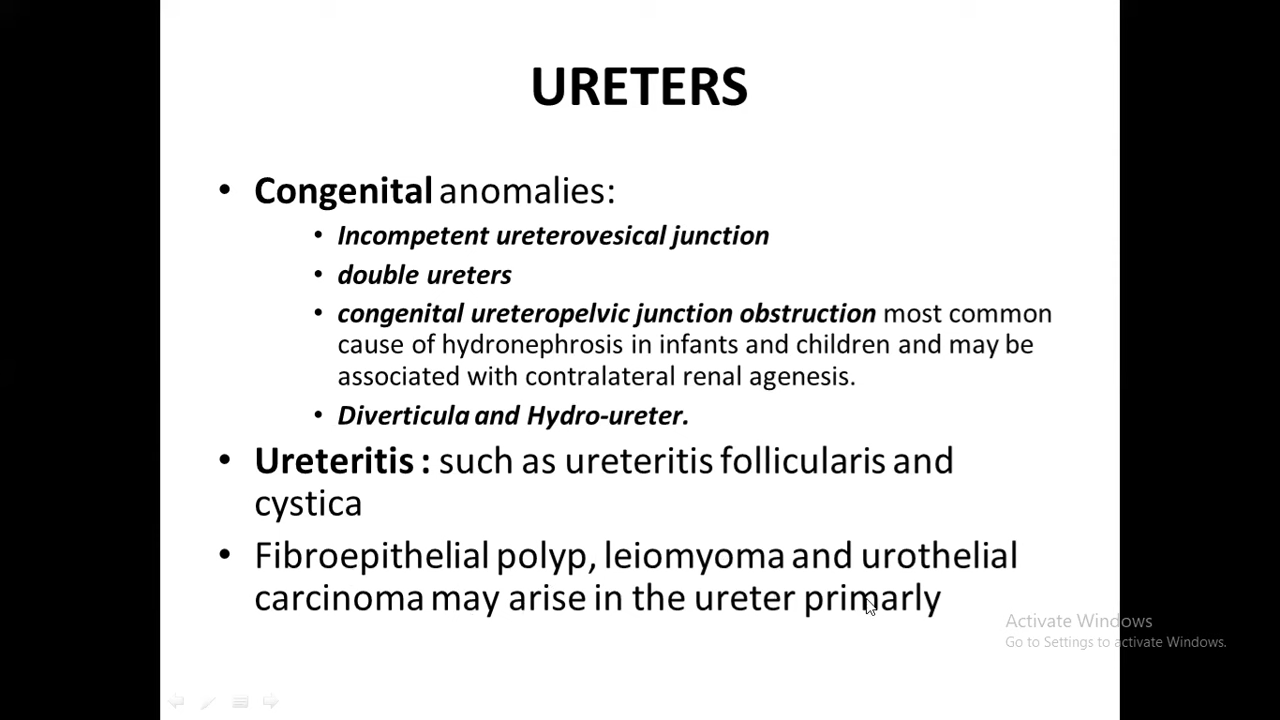 URETERS
• Congenital anomalies:
• Incompetent ureterovesical junction
• double ureters
• congenital ureteropelvic junction obstruction most common
cause of hydronephrosis in infants and children and may be
associated with contralateral renal agenesis.
• Diverticula and Hydro-ureter.
• Ureteritis : such as ureteritis follicularis and
cystica
• Fibroepithelial polyp, leiomyoma and urothelial
carcinoma may arise in the ureter primarly
Activate Windows
Go to Settings to activate Windows.